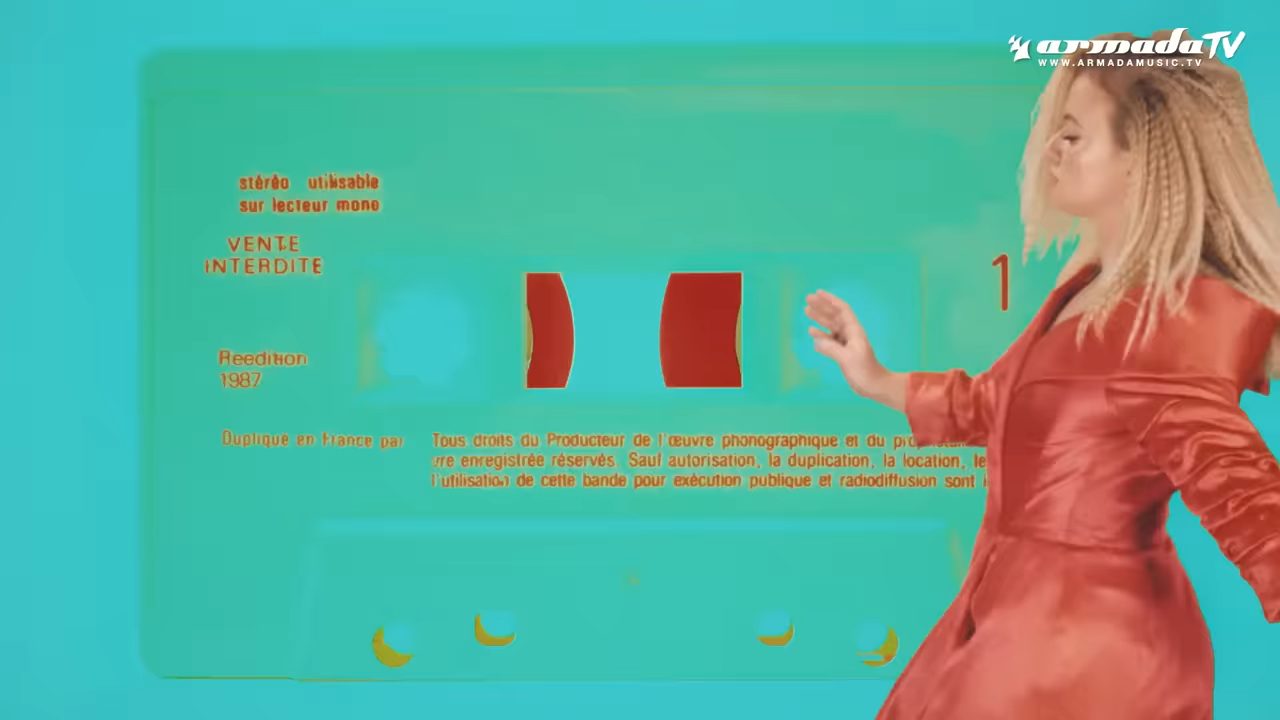 armadaTV
WWW.ARMADAMUSIC.TV
stéréo utilisable
sur lecteur mono
VENTE
INTERDITE
1
Reedition
1987
Dupliqué en France par
Tous droits du Producteur de l'œuvre phonographique et du
vre enregistrée réservés. Sauf autorisation, la duplication, la location,
l'utilisation de cette bande pour exécution publique et radiodiffusion sont